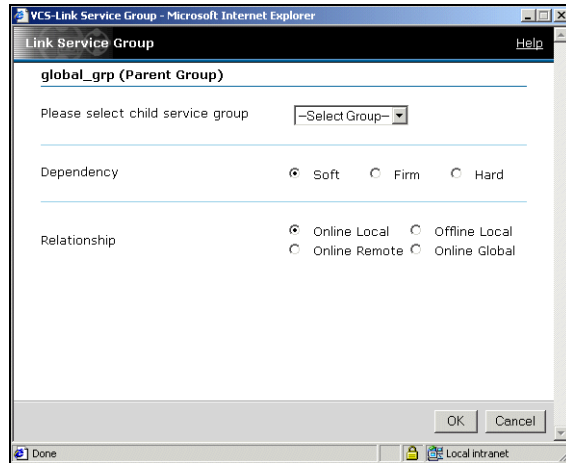 VCS-Link Service Group - Microsoft Internet Explorer
Link Service Group Help
global_grp (Parent Group)
Please select child service group –Select Group–
Dependency Soft Firm Hard
Online Local Offline Local
Relationship
Online Remote Online Global
OK Cancel
Done Local intranet